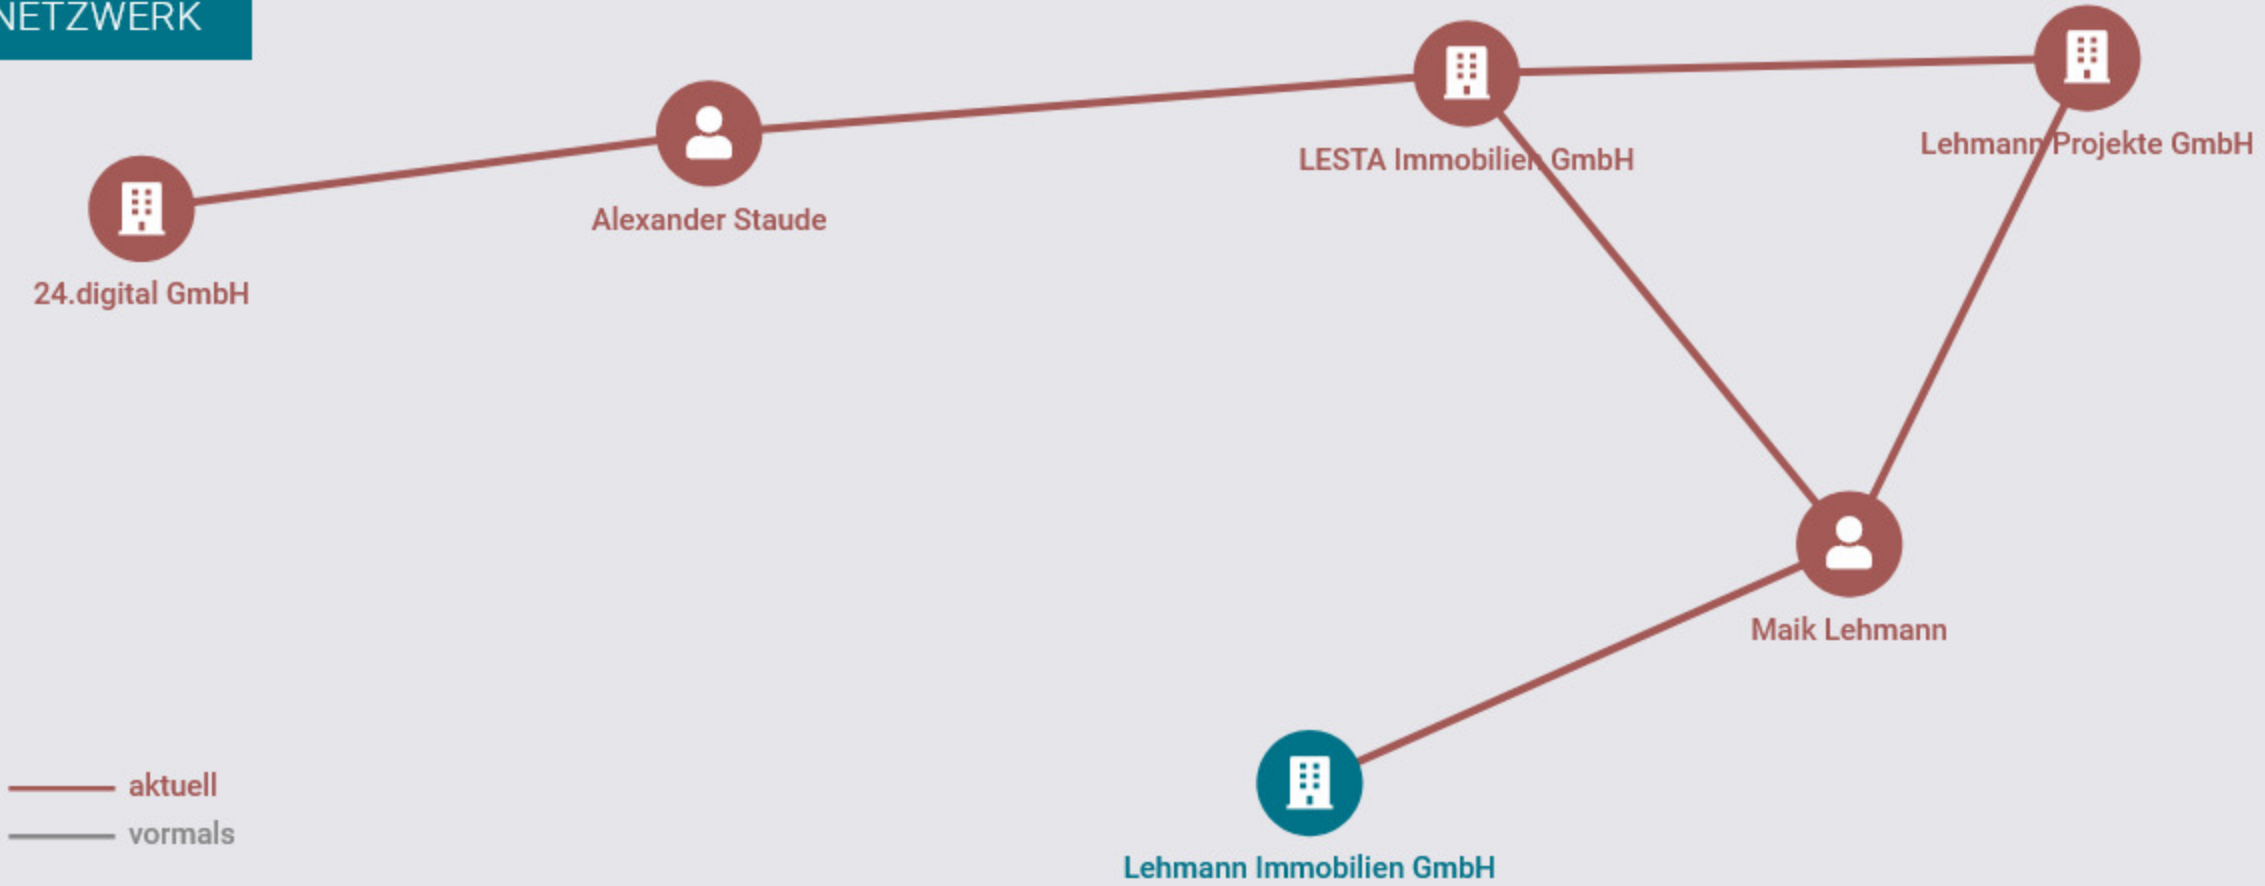 NETZWERK
LESTA Immobilien GmbH
Lehmann Projekte GmbH
Alexander Staude
24.digital GmbH
Maik Lehmann
aktuell
vormals
Lehmann Immobilien GmbH